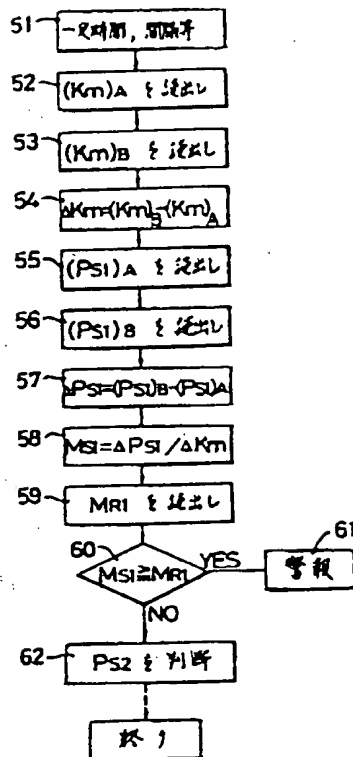 51
一定時間、間隔毎
52
(Km)A を読出し
53
(Km)B を読出し
54
ΔKm=(Km)B-(Km)A
55
(PS1)A を読出し
56
(PS1)B を読出し
57
ΔPS1=(PS1)B-(PS1)A
58
MS1=ΔPS1/ΔKm
59
MR1 を読出し
60
MS1≧MR1
YES
61
警報
NO
62
PS2 を判断
終り